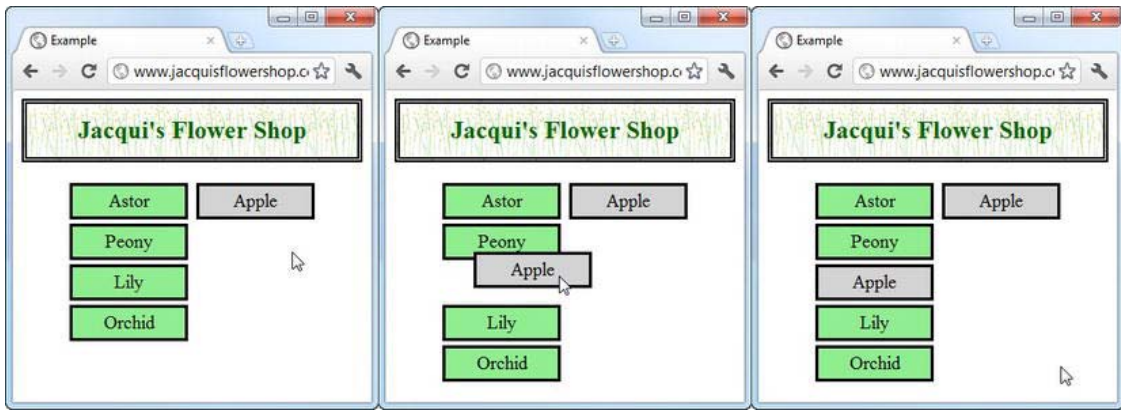 Example
www.jacquisflowershop.c
Jacqui's Flower Shop
Astor Apple
Peony
Lily
Orchid
Example
www.jacquisflowershop.c
Jacqui's Flower Shop
Astor Apple
Peony
Apple
Lily
Orchid
Example
www.jacquisflowershop.c
Jacqui's Flower Shop
Astor Apple
Peony
Apple
Lily
Orchid